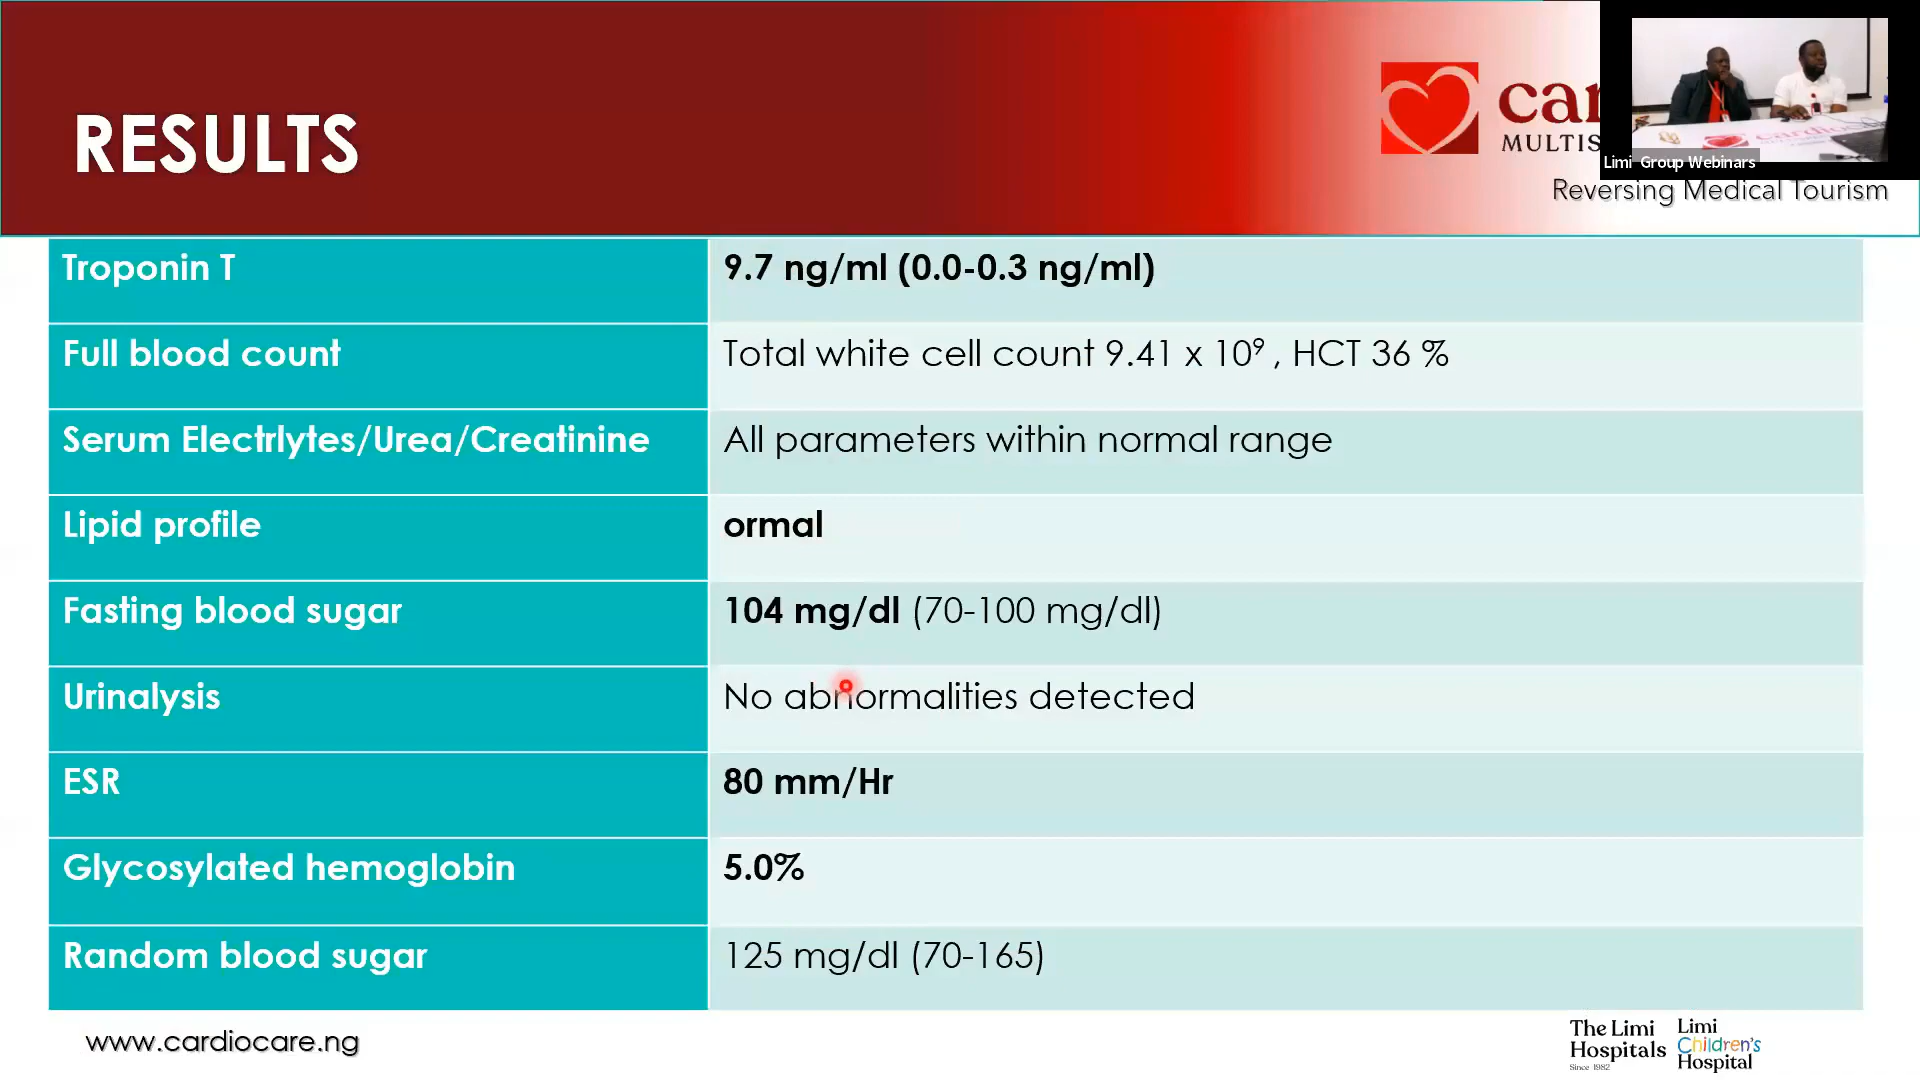 RESULTS
MULTIS
Limi Group Webinars
Reversing Medical Tourism
Troponin T
9.7 ng/ml (0.0-0.3 ng/ml)
Full blood count
Total white cell count 9.41 x 10⁹ , HCT 36 %
Serum Electrlytes/Urea/Creatinine
All parameters within normal range
Lipid profile
ormal
Fasting blood sugar
104 mg/dl (70-100 mg/dl)
Urinalysis
No abnormalities detected
ESR
80 mm/Hr
Glycosylated hemoglobin
5.0%
Random blood sugar
125 mg/dl (70-165)
www.cardiocare.ng
The Limi
Hospitals
Since 1982
Limi
Children's
Hospital